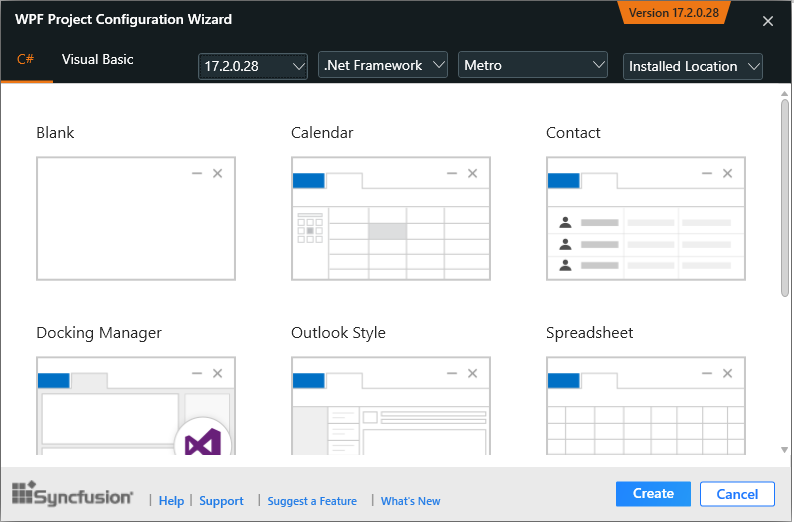 WPF Project Configuration Wizard
Version 17.2.0.28
C#
Visual Basic
17.2.0.28
.Net Framework
Metro
Installed Location
Blank
Calendar
Contact
Docking Manager
Outlook Style
Spreadsheet
Syncfusion
Help
Support
Suggest a Feature
What's New
Create
Cancel